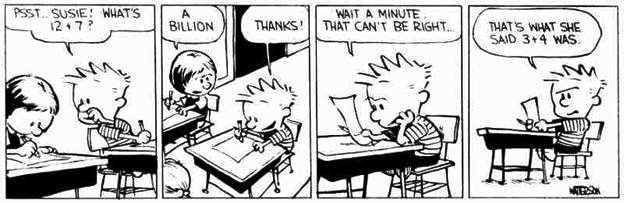 PSST... SUSIE! WHAT'S
12 + 7 ?
A
BILLION
THANKS!
WAIT A MINUTE.
THAT CAN'T BE RIGHT...
THAT'S WHAT SHE
SAID 3+4 WAS.
WATTERSON